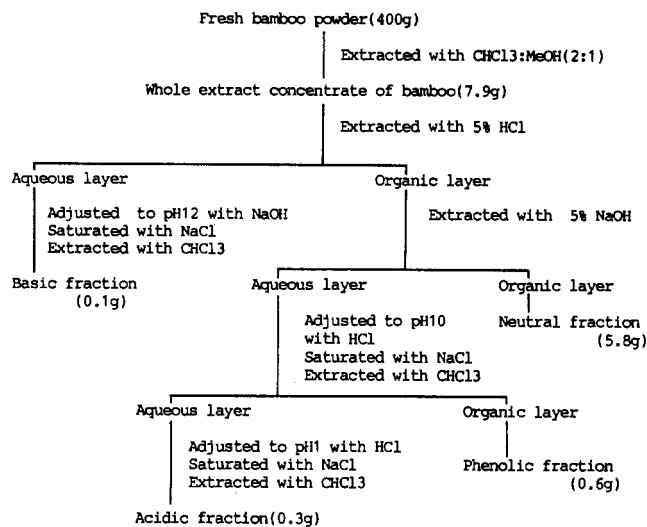 Fresh bamboo powder(400g)
Extracted with CHCl3:MeOH(2:1)
Whole extract concentrate of bamboo(7.9g)
Extracted with 5% HCl
Aqueous layer
Organic layer
Adjusted to pH12 with NaOH
Saturated with NaCl
Extracted with CHCl3
Extracted with 5% NaOH
Basic fraction
(0.1g)
Aqueous layer
Organic layer
Adjusted to pH10
with HCl
Saturated with NaCl
Extracted with CHCl3
Neutral fraction
(5.8g)
Aqueous layer
Organic layer
Adjusted to pH1 with HCl
Saturated with NaCl
Extracted with CHCl3
Phenolic fraction
(0.6g)
Acidic fraction(0.3g)